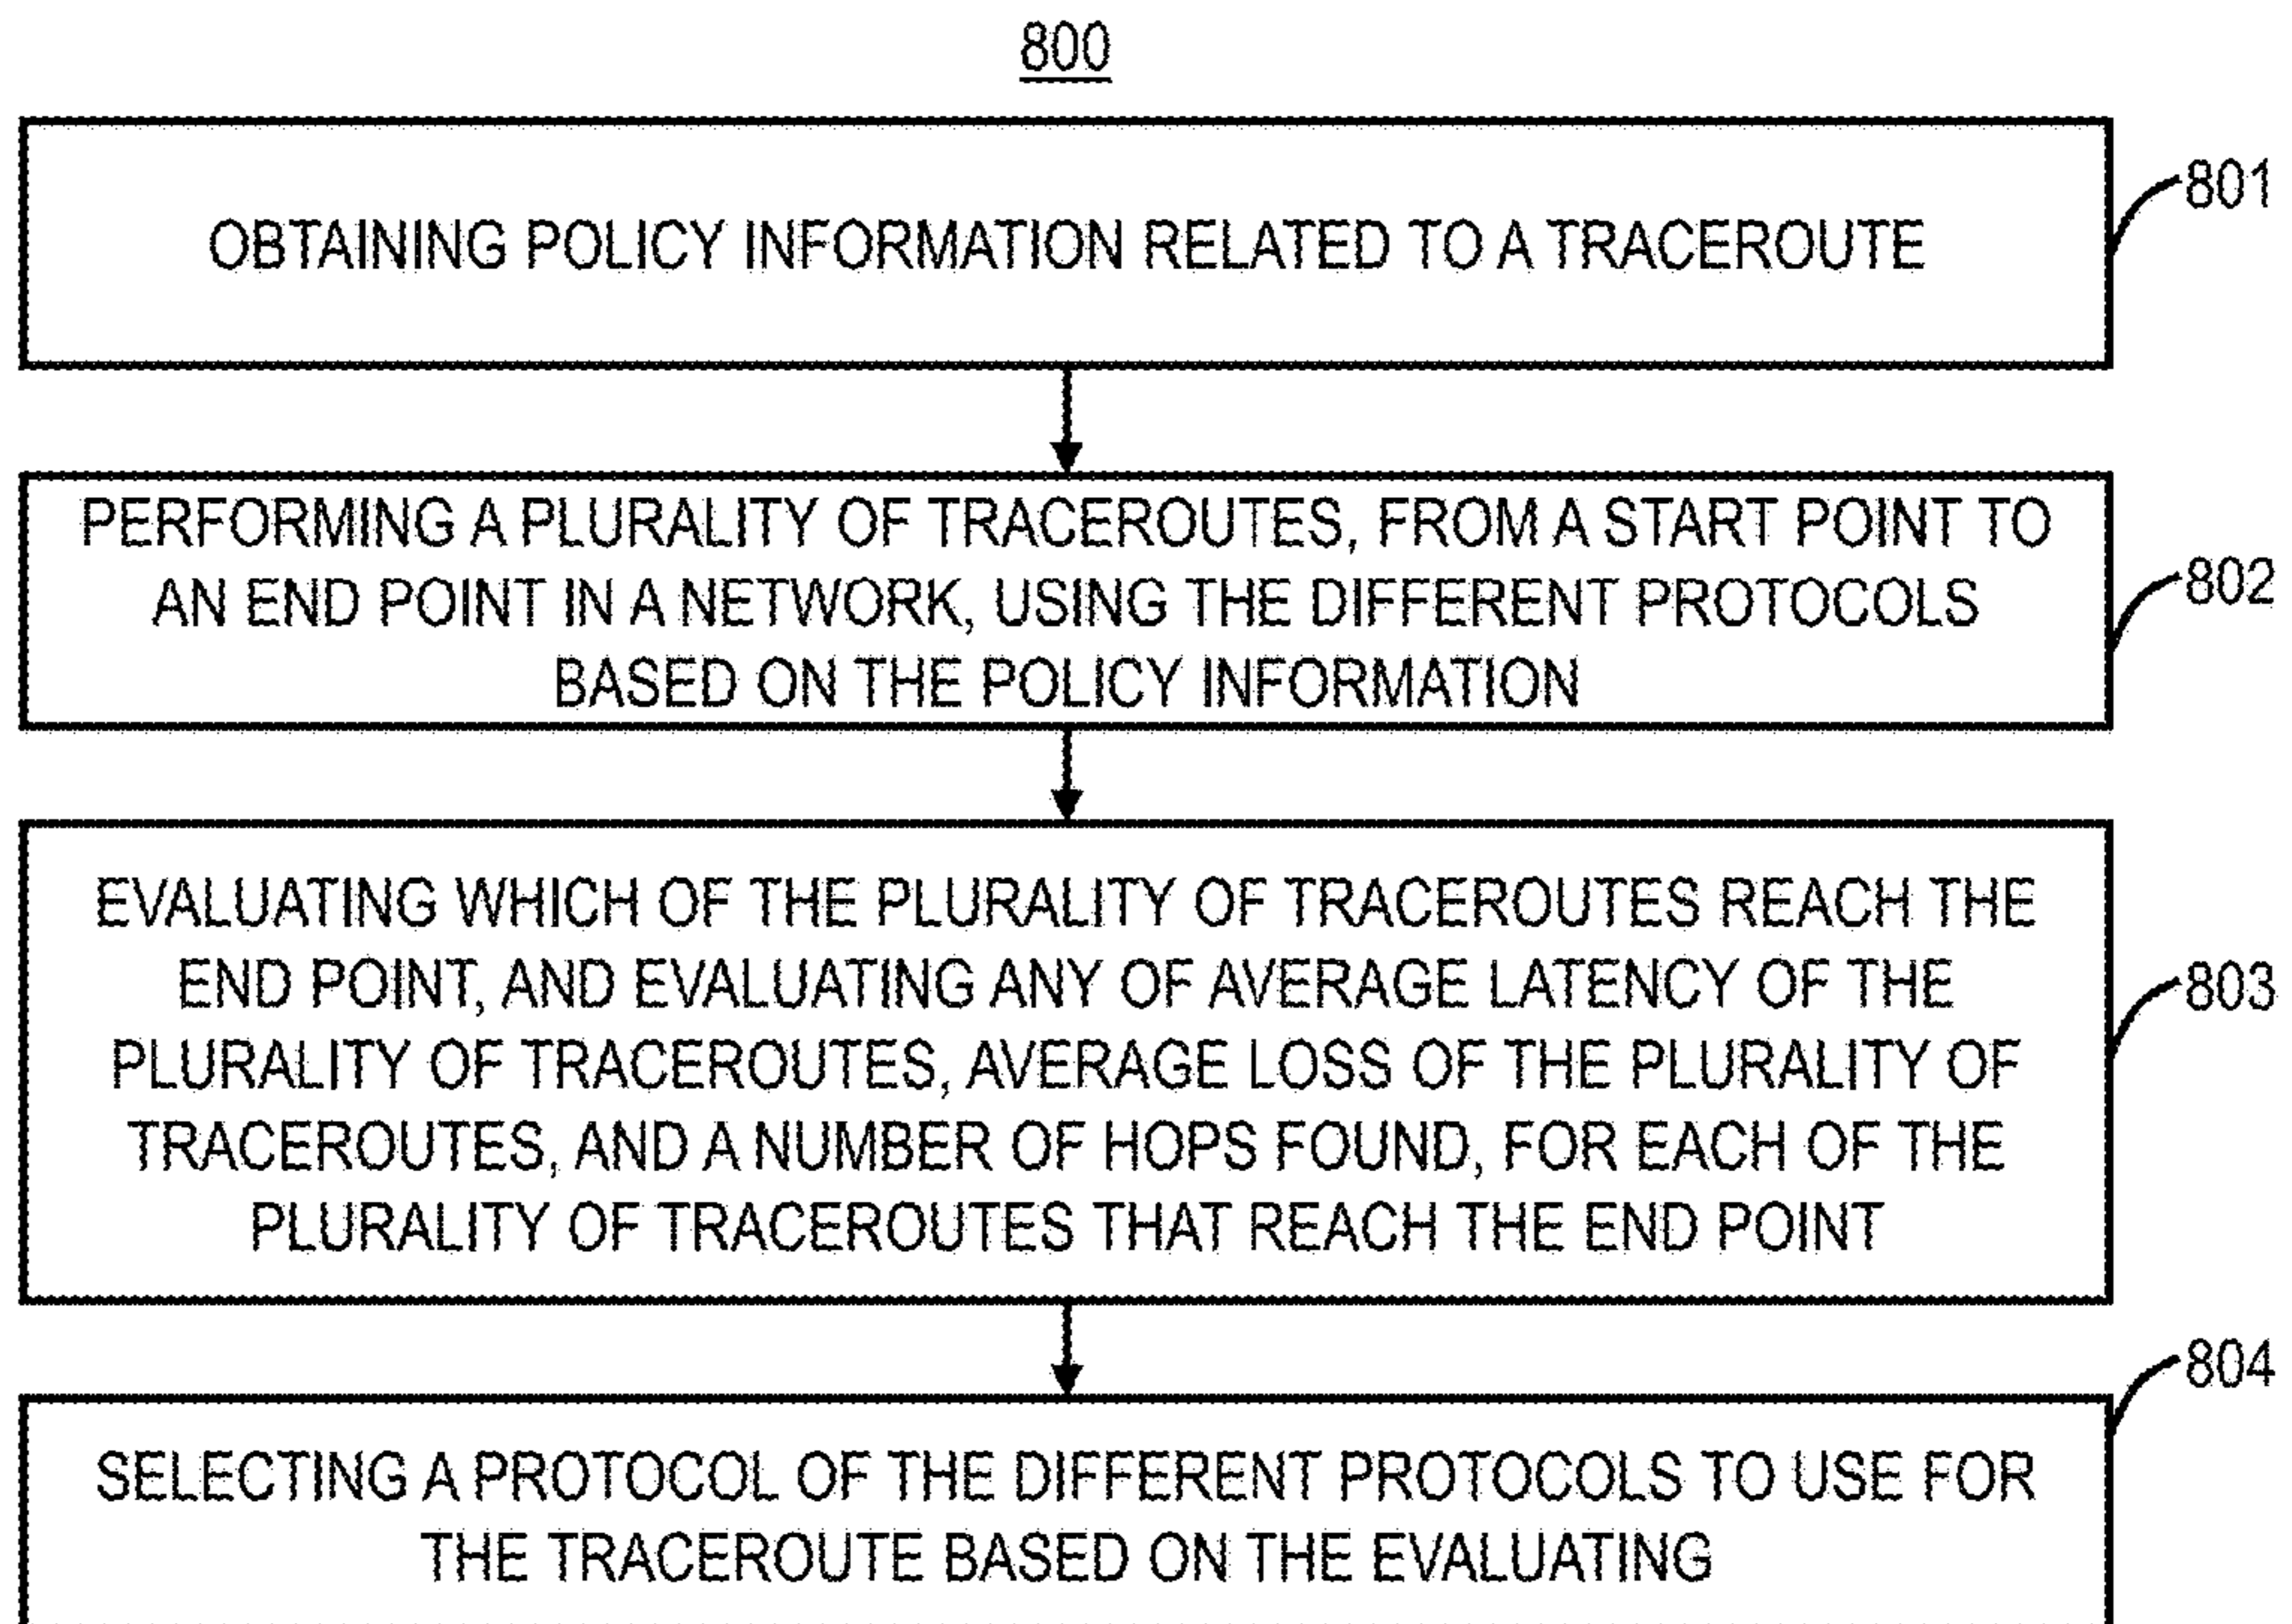 800
OBTAINING POLICY INFORMATION RELATED TO A TRACEROUTE
801
PERFORMING A PLURALITY OF TRACEROUTES, FROM A START POINT TO
AN END POINT IN A NETWORK, USING THE DIFFERENT PROTOCOLS
BASED ON THE POLICY INFORMATION
802
EVALUATING WHICH OF THE PLURALITY OF TRACEROUTES REACH THE
END POINT, AND EVALUATING ANY OF AVERAGE LATENCY OF THE
PLURALITY OF TRACEROUTES, AVERAGE LOSS OF THE PLURALITY OF
TRACEROUTES, AND A NUMBER OF HOPS FOUND, FOR EACH OF THE
PLURALITY OF TRACEROUTES THAT REACH THE END POINT
803
SELECTING A PROTOCOL OF THE DIFFERENT PROTOCOLS TO USE FOR
THE TRACEROUTE BASED ON THE EVALUATING
804